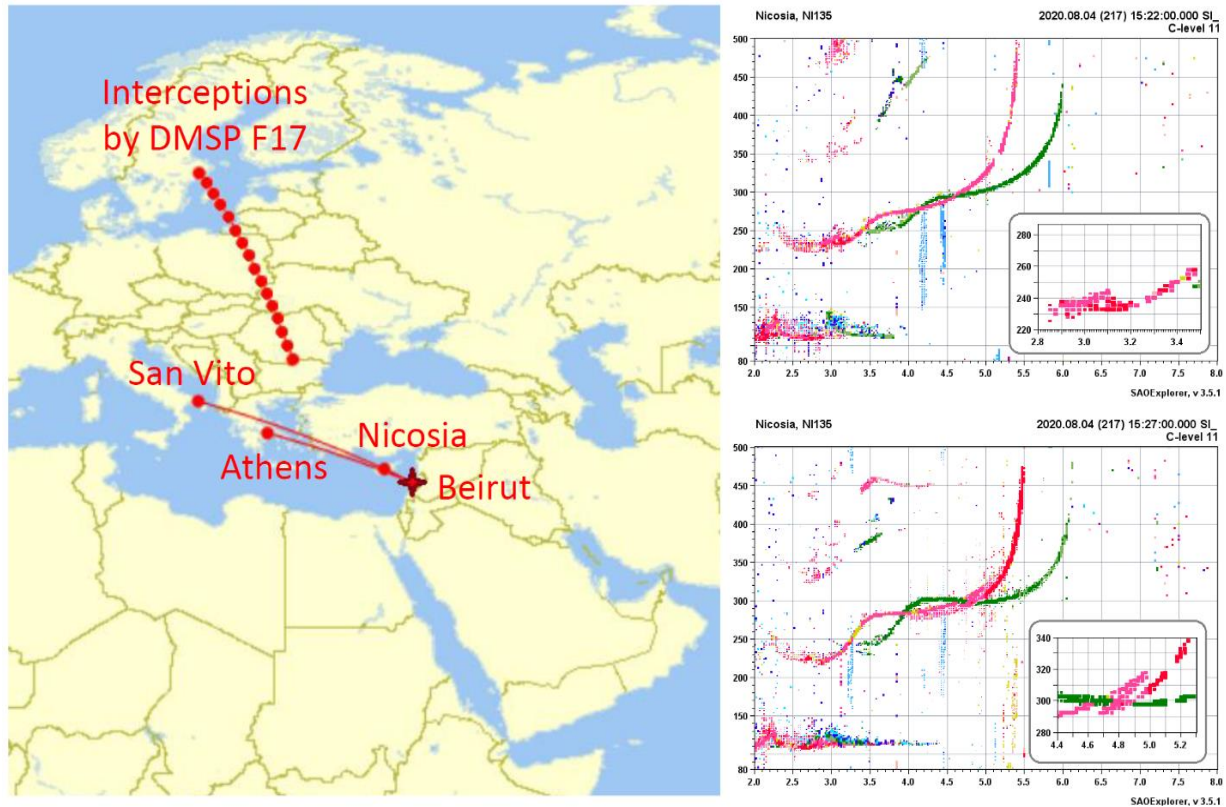 Interceptions
by DMSP F17
San Vito
Athens
Nicosia
Beirut
Nicosia, NI135
2020.08.04 (217) 15:22:00.000 SI_
C-level 11
500
450
400
350
300
250
200
150
80
280
260
240
220
2.8 3.0 3.2 3.4
2.0 2.5 3.0 3.5 4.0 4.5 5.0 5.5 6.0 6.5 7.0 7.5 8.0
SAOExplorer, v 3.5.1
Nicosia, NI135
2020.08.04 (217) 15:27:00.000 SI_
C-level 11
500
450
400
350
300
250
200
150
80
340
320
300
280
4.4 4.6 4.8 5.0 5.2
2.0 2.5 3.0 3.5 4.0 4.5 5.0 5.5 6.0 6.5 7.0 7.5 8.0
SAOExplorer, v 3.5.1